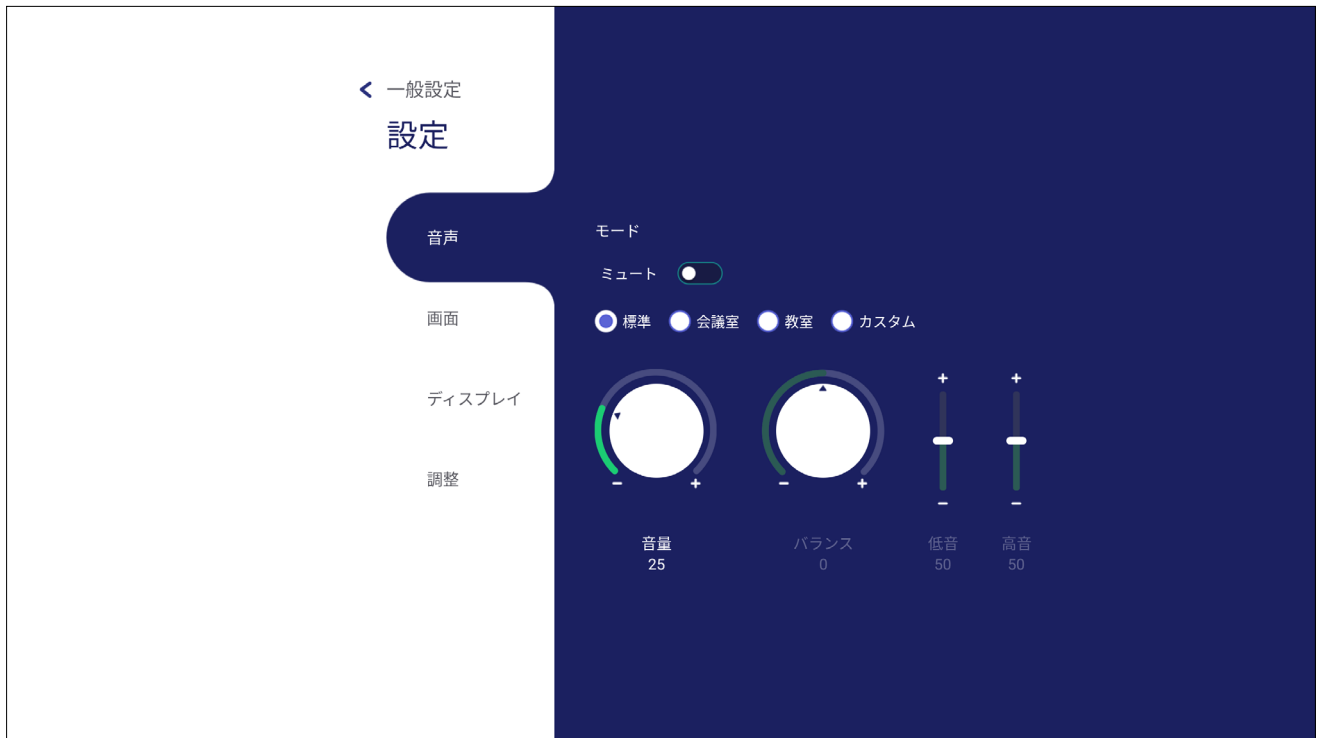 一般設定
設定
音声
画面
ディスプレイ
調整
モード
ミュート
標準 会議室 教室 カスタム
+ +
- + - +
- -
音量 バランス 低音 高音
25 0 50 50